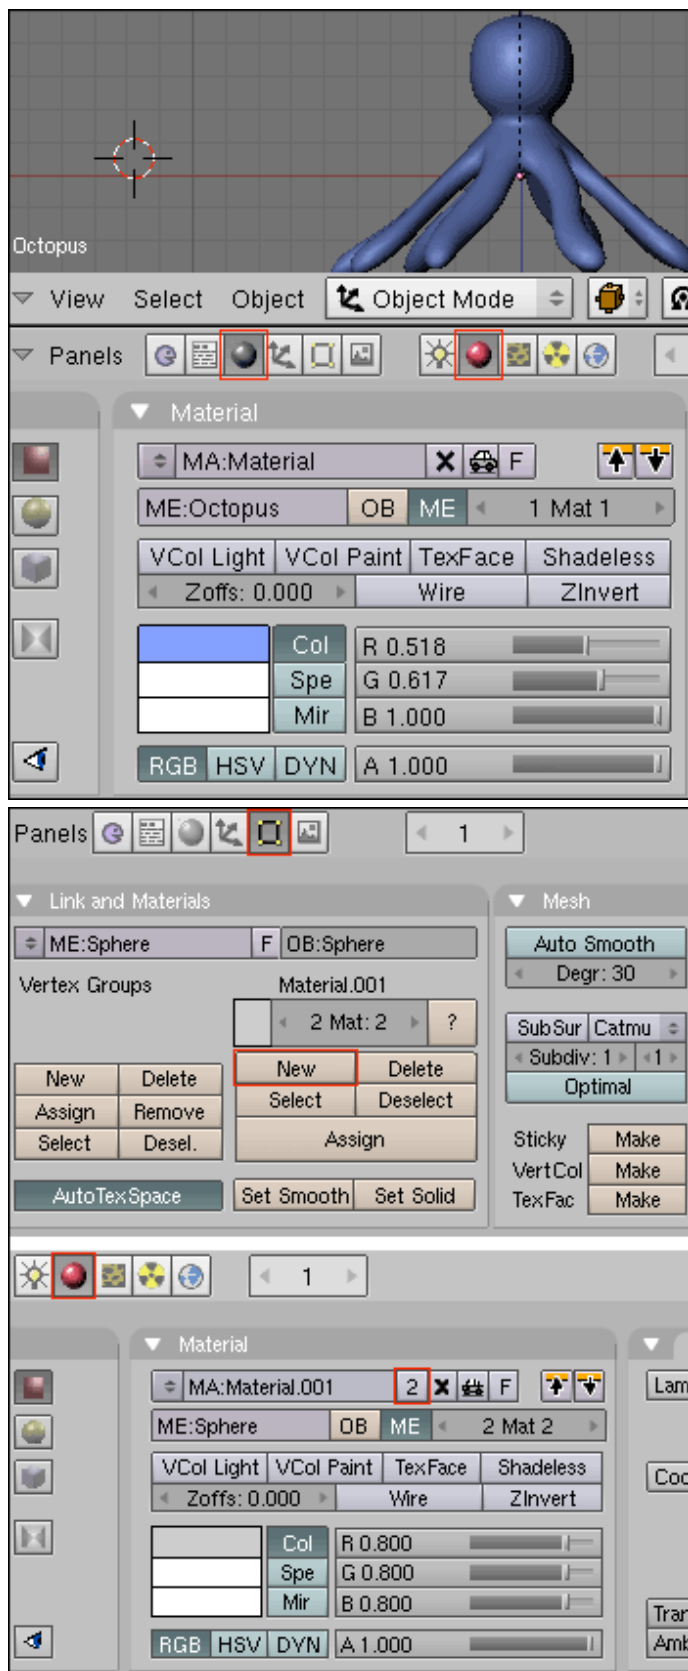 Octopus
View Select Object Object Mode
Panels
Material
MA:Material F
ME:Octopus OB ME 1 Mat 1
VCol Light VCol Paint TexFace Shadeless
Zoffs: 0.000 Wire ZInvert
Col R 0.518
Spe G 0.617
Mir B 1.000
RGB HSV DYN A 1.000
Panels 1
Link and Materials Mesh
ME:Sphere F OB:Sphere Auto Smooth
Degr: 30
Vertex Groups Material.001
2 Mat: 2 ? SubSur Catmu
Subdiv: 1 1
New Delete New Delete Optimal
Assign Remove Select Deselect
Select Desel. Assign Sticky Make
VertCol Make
AutoTexSpace Set Smooth Set Solid TexFac Make
1
Material
MA:Material.001 2 F Lam
ME:Sphere OB ME 2 Mat 2
VCol Light VCol Paint TexFace Shadeless Coo
Zoffs: 0.000 Wire ZInvert
Col R 0.800
Spe G 0.800
Mir B 0.800 Tran
RGB HSV DYN A 1.000 Amb